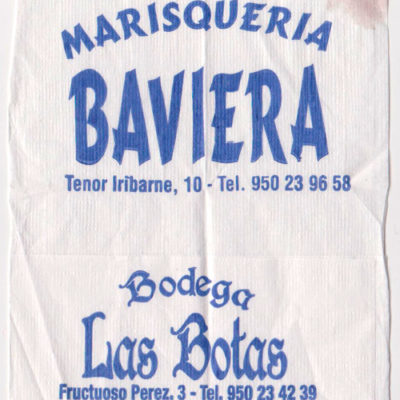 MARISQUERIA
BAVIERA
Tenor Iribarne, 10 - Tel. 950 23 96 58
Bodega
Las Botas
Fructuoso Perez. 3 - Tel. 950 23 42 39